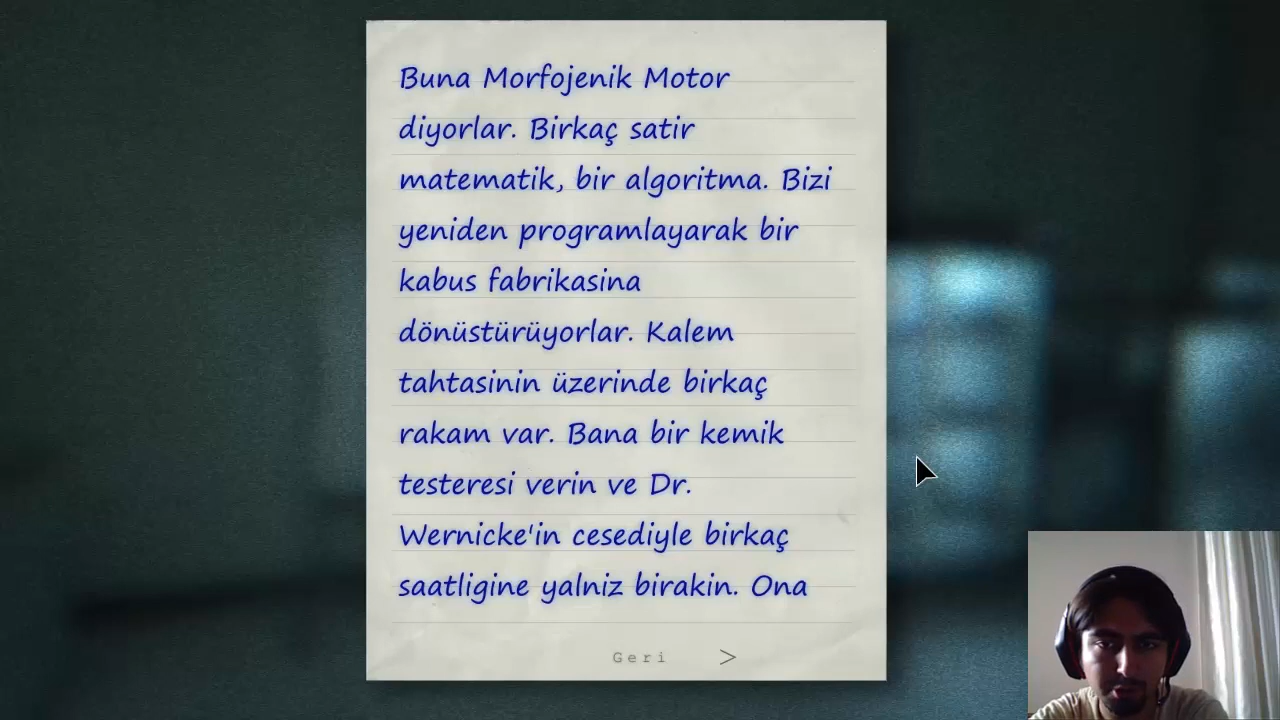 Buna Morfojenik Motor
diyorlar. Birkaç satir
matematik, bir algoritma. Bizi
yeniden programlayarak bir
kabus fabrikasina
dönüstürüyorlar. Kalem
tahtasinin üzerinde birkaç
rakam var. Bana bir kemik
testeresi verin ve Dr.
Wernicke'in cesediyle birkaç
saatligine yalniz birakin. Ona
Geri >